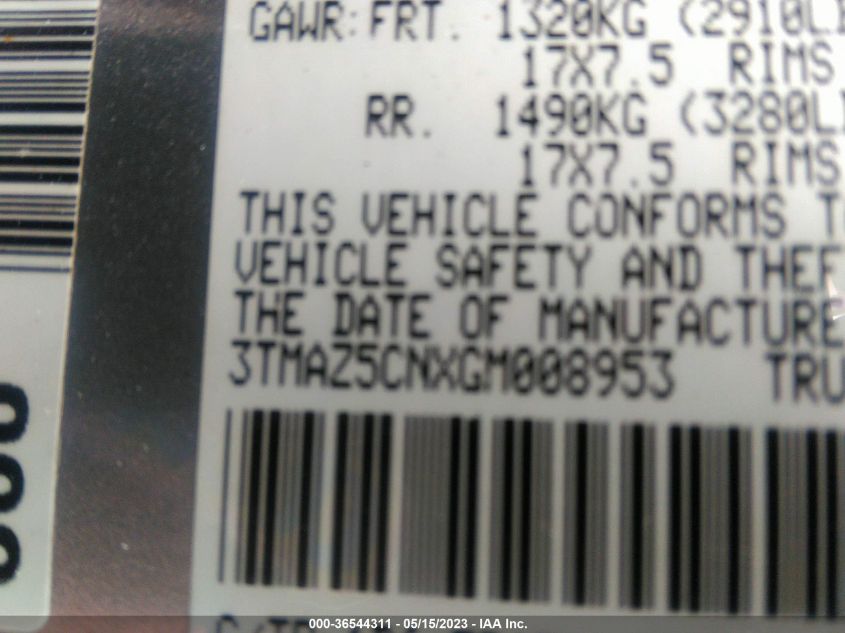 GAWR: FRT. 1320KG (2910L
17X7.5 RIMS
RR. 1490KG (3280L
17X7.5 RIMS
THIS VEHICLE CONFORMS
VEHICLE SAFETY AND THEF
THE DATE OF MANUFACTURE
3TMAZ5CNXGM008953 TRU
000-36544311 - 05/15/2023 - IAA Inc.